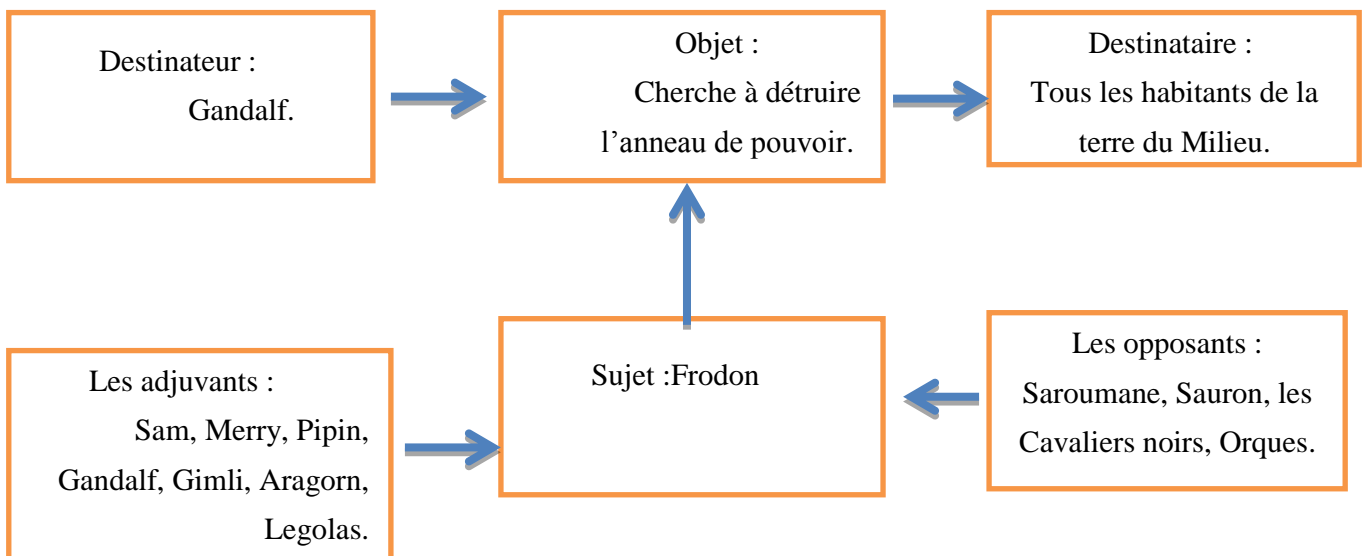 Destinateur :
Gandalf.
Objet :
Cherche à détruire
l’anneau de pouvoir.
Destinataire :
Tous les habitants de la
terre du Milieu.
Les adjuvants :
Sam, Merry, Pipin,
Gandalf, Gimli, Aragorn,
Legolas.
Sujet :Frodon
Les opposants :
Saroumane, Sauron, les
Cavaliers noirs, Orques.